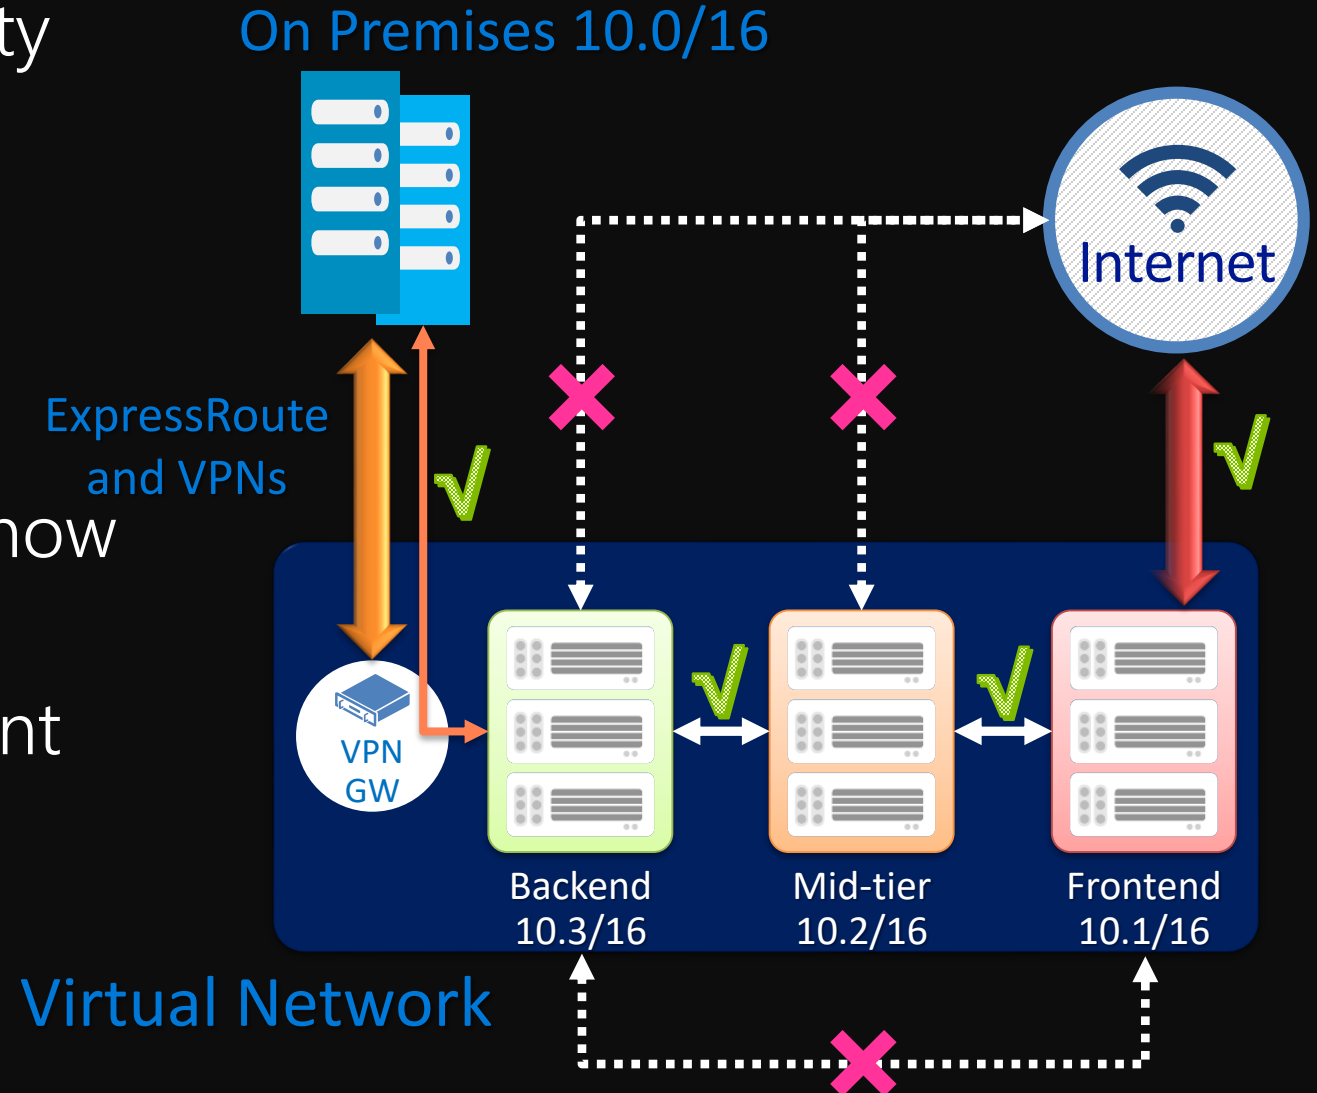 ty
On Premises 10.0/16
Internet
ExpressRoute
and VPNs
now
nt
VPN
GW
Backend
10.3/16
Mid-tier
10.2/16
Frontend
10.1/16
Virtual Network